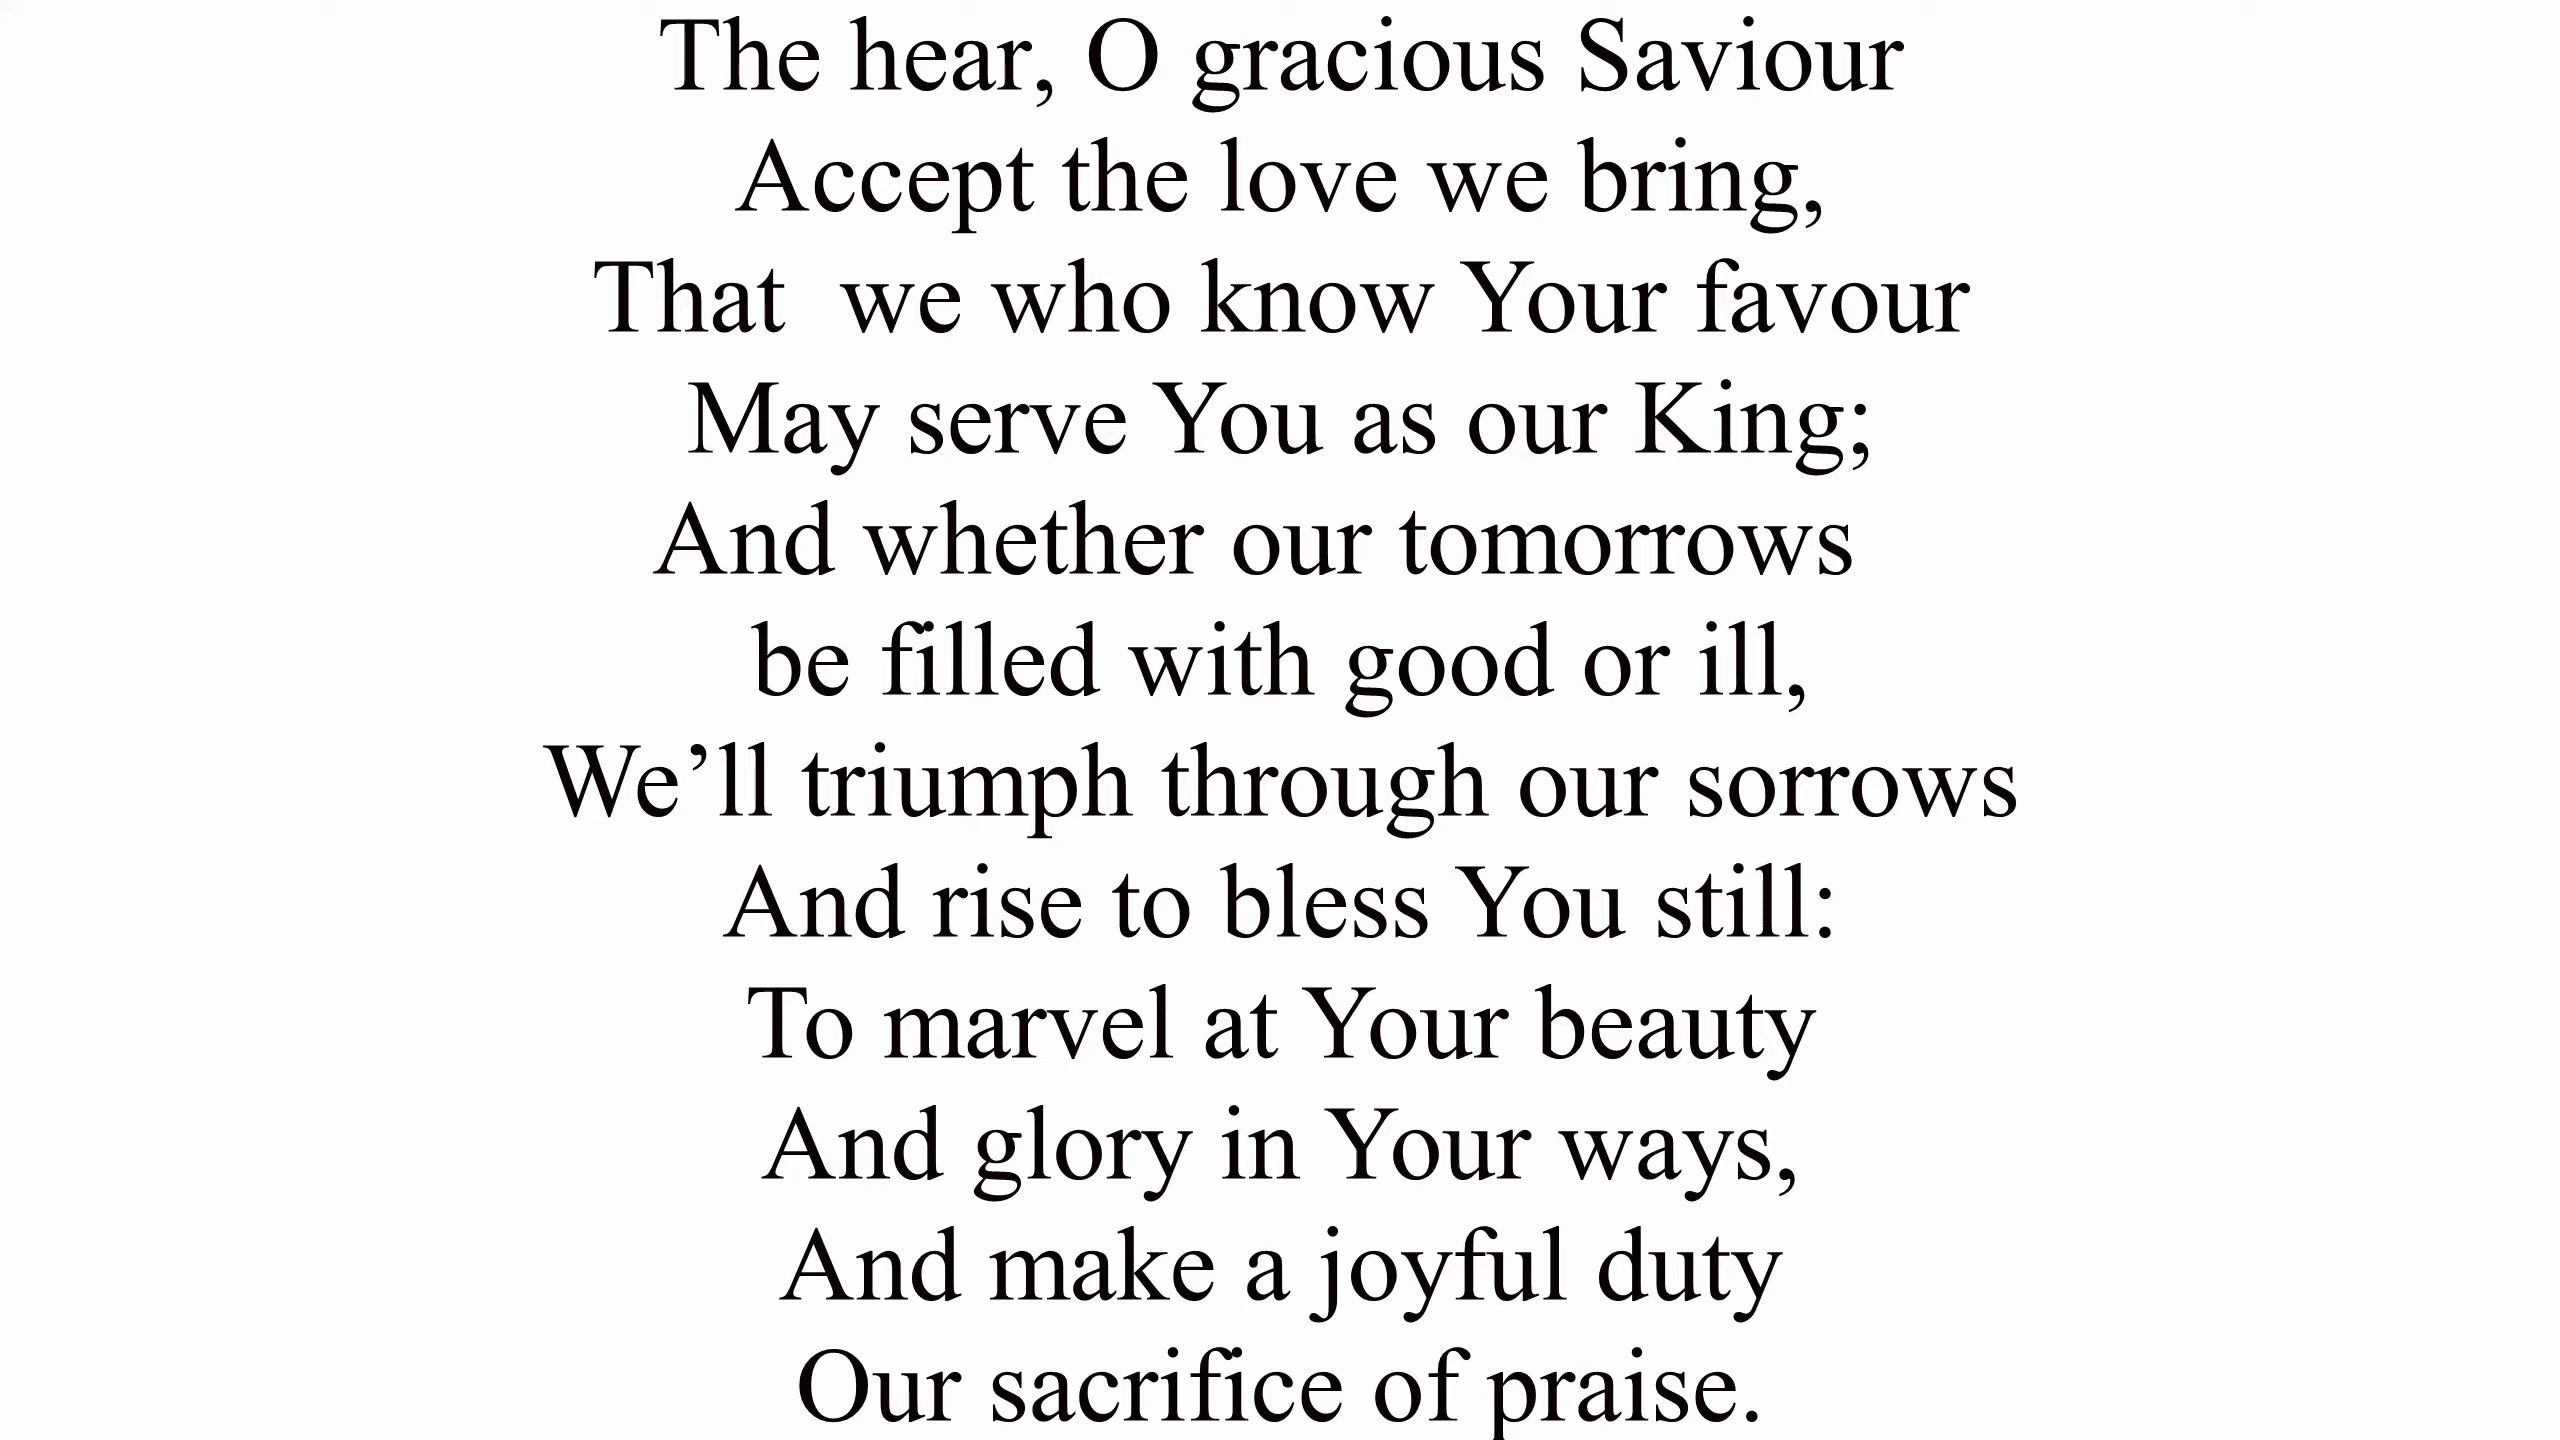 The hear, O gracious Saviour
Accept the love we bring,
That  we who know Your favour
May serve You as our King;
And whether our tomorrows
be filled with good or ill,
We’ll triumph through our sorrows
And rise to bless You still:
To marvel at Your beauty
And glory in Your ways,
And make a joyful duty
Our sacrifice of praise.